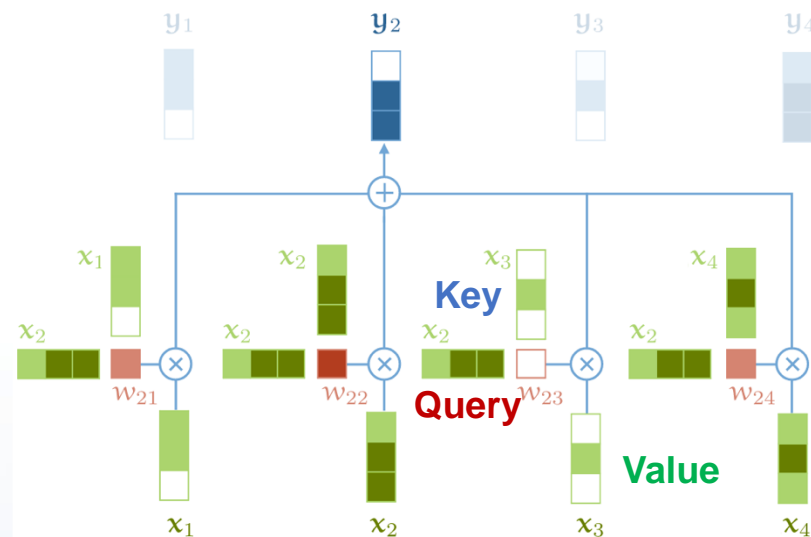 y₁ y₂ y₃ y₄
+
x₁ x₂ x₃ x₄
Key
x₂ x₂ x₂ x₂
× × × ×
w₂₁ w₂₂ w₂₃ w₂₄
Query
Value
x₁ x₂ x₃ x₄